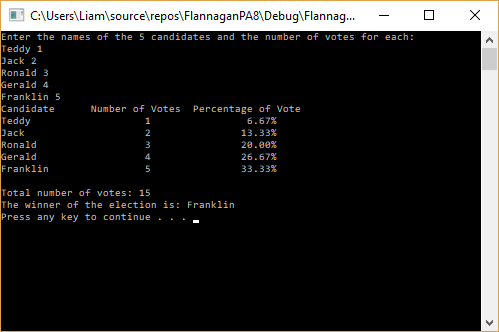 C:\Users\Liam\source\repos\FlannaganPA8\Debug\Flannag...
Enter the names of the 5 candidates and the number of votes for each:
Teddy 1
Jack 2
Ronald 3
Gerald 4
Franklin 5
Candidate      Number of Votes  Percentage of Vote
Teddy                   1                6.67%
Jack                    2               13.33%
Ronald                  3               20.00%
Gerald                  4               26.67%
Franklin                5               33.33%
Total number of votes: 15
The winner of the election is: Franklin
Press any key to continue . . .